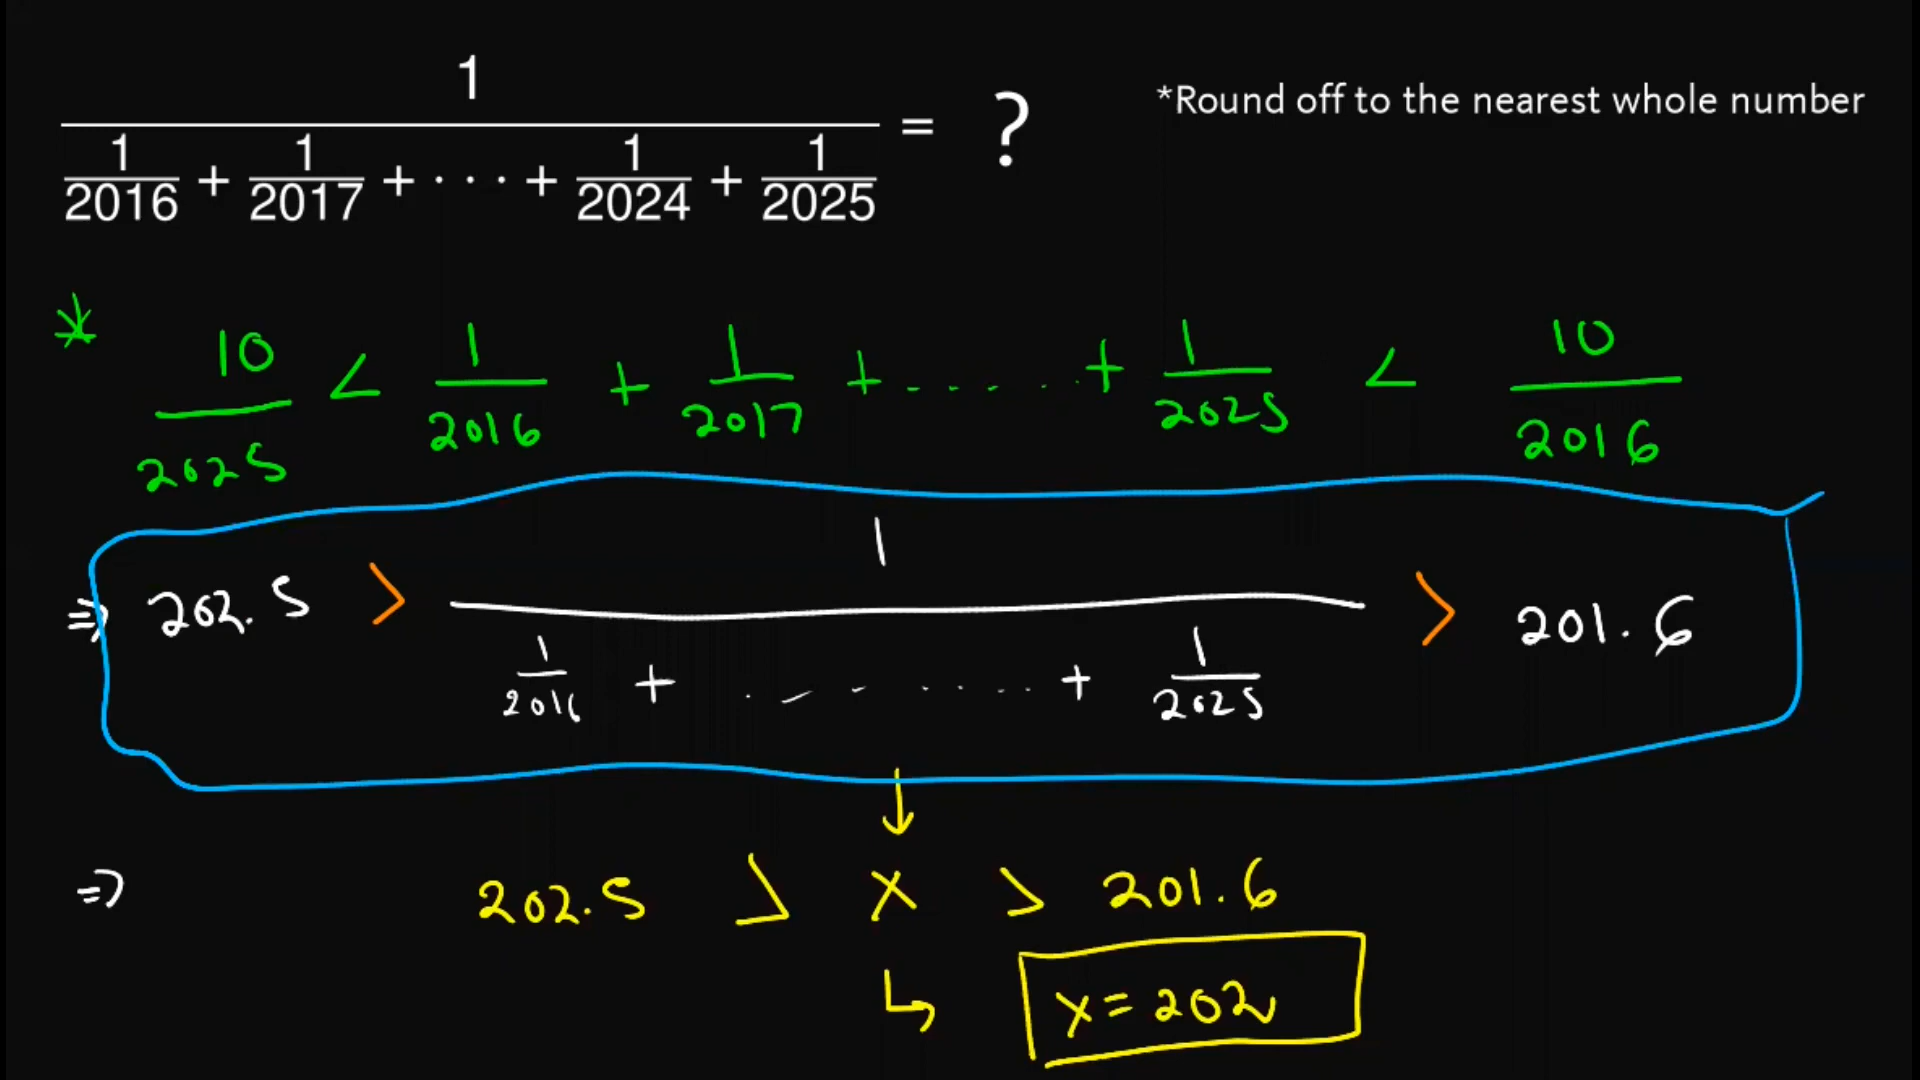 1
1/2016 + 1/2017 + · · · + 1/2024 + 1/2025 = ?
*Round off to the nearest whole number
* 10/2025 < 1/2016 + 1/2017 + ...... + 1/2025 < 10/2016
1
⇒ 202.5 > ――― > 201.6
1/2016 + ........ + 1/2025
↓
⇒ 202.5 > x > 201.6
↳ x = 202